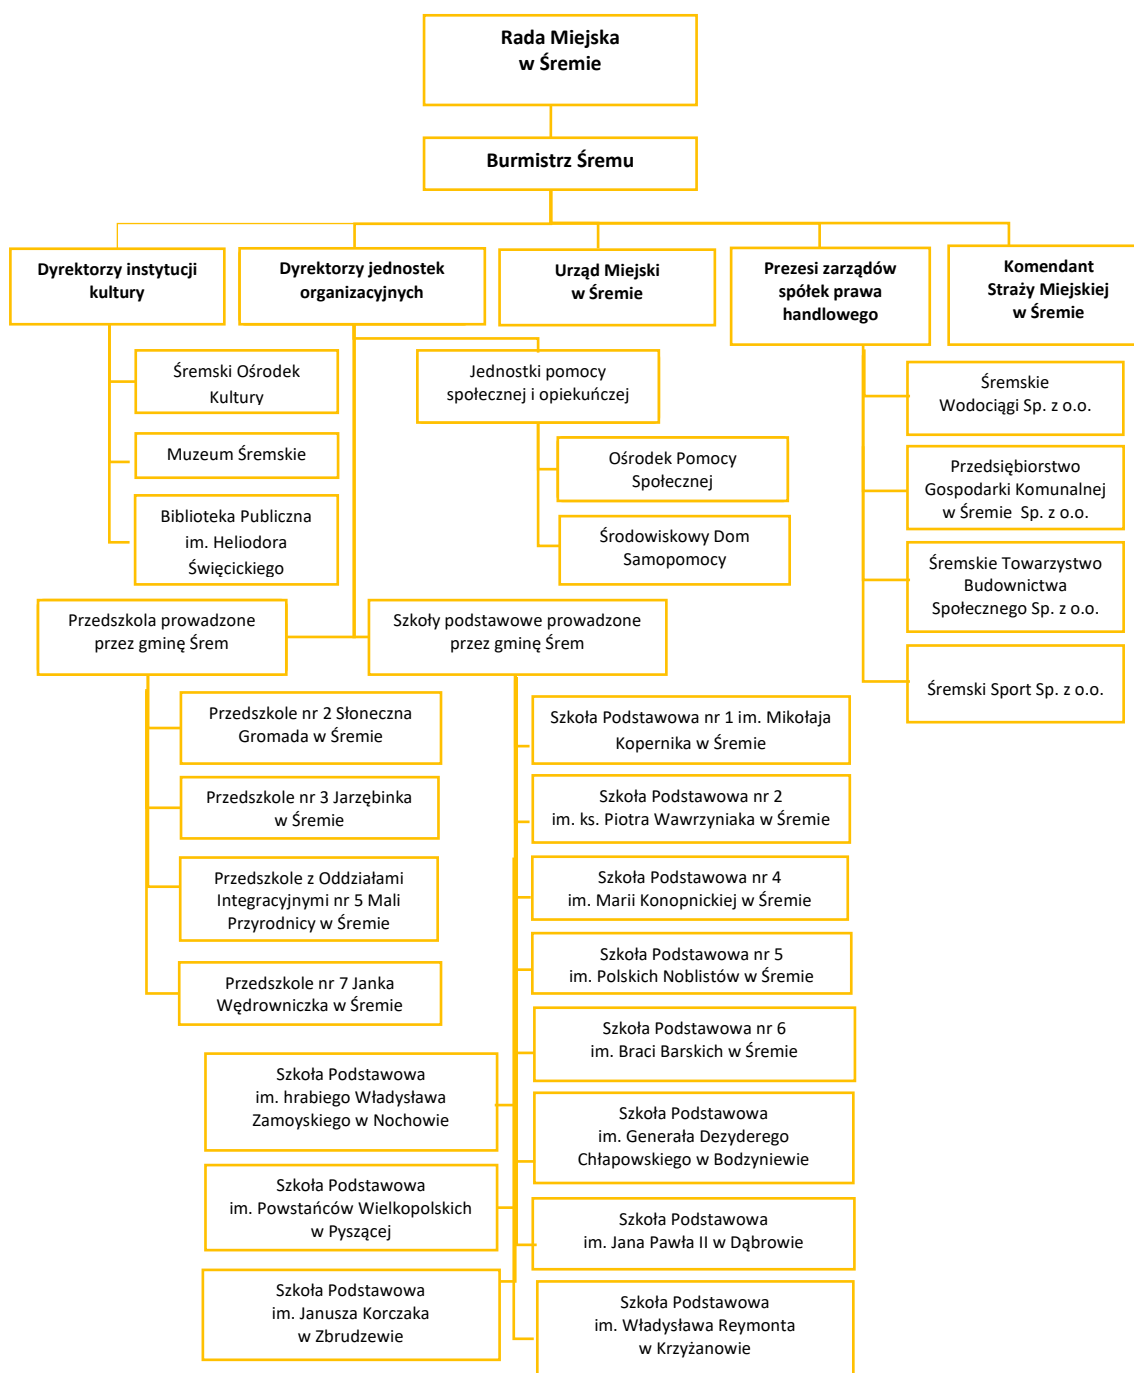 Rada Miejska
w Śremie
Burmistrz Śremu
Dyrektorzy instytucji
kultury
Dyrektorzy jednostek
organizacyjnych
Urząd Miejski
w Śremie
Prezesi zarządów
spółek prawa
handlowego
Komendant
Straży Miejskiej
w Śremie
Śremski Ośrodek
Kultury
Muzeum Śremskie
Biblioteka Publiczna
im. Heliodora
Święcickiego
Jednostki pomocy
społecznej i opiekuńczej
Ośrodek Pomocy
Społecznej
Środowiskowy Dom
Samopomocy
Śremskie
Wodociągi Sp. z o.o.
Przedsiębiorstwo
Gospodarki Komunalnej
w Śremie  Sp. z o.o.
Śremskie Towarzystwo
Budownictwa
Społecznego Sp. z o.o.
Śremski Sport Sp. z o.o.
Przedszkola prowadzone
przez gminę Śrem
Szkoły podstawowe prowadzone
przez gminę Śrem
Przedszkole nr 2 Słoneczna
Gromada w Śremie
Przedszkole nr 3 Jarzębinka
w Śremie
Przedszkole z Oddziałami
Integracyjnymi nr 5 Mali
Przyrodnicy w Śremie
Przedszkole nr 7 Janka
Wędrowniczka w Śremie
Szkoła Podstawowa nr 1 im. Mikołaja
Kopernika w Śremie
Szkoła Podstawowa nr 2
im. ks. Piotra Wawrzyniaka w Śremie
Szkoła Podstawowa nr 4
im. Marii Konopnickiej w Śremie
Szkoła Podstawowa nr 5
im. Polskich Noblistów w Śremie
Szkoła Podstawowa nr 6
im. Braci Barskich w Śremie
Szkoła Podstawowa
im. hrabiego Władysława
Zamoyskiego w Nochowie
Szkoła Podstawowa
im. Generała Dezyderego
Chłapowskiego w Bodzyniewie
Szkoła Podstawowa
im. Powstańców Wielkopolskich
w Pyszącej
Szkoła Podstawowa
im. Jana Pawła II w Dąbrowie
Szkoła Podstawowa
im. Janusza Korczaka
w Zbrudzewie
Szkoła Podstawowa
im. Władysława Reymonta
w Krzyżanowie